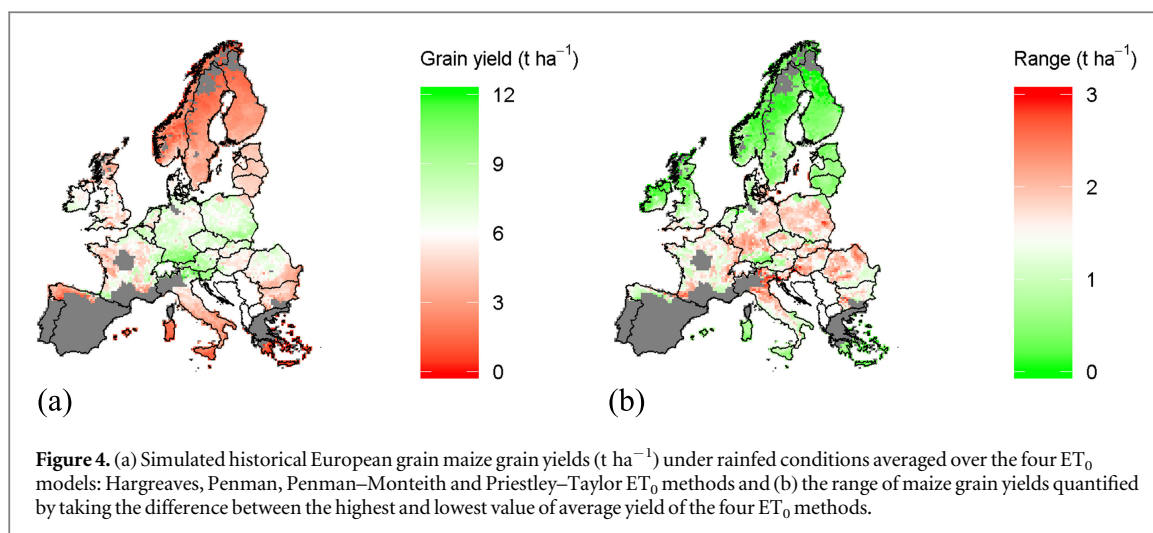 Grain yield (t ha⁻¹)
12
9
6
3
0
(a)
Range (t ha⁻¹)
3
2
1
0
(b)
Figure 4. (a) Simulated historical European grain maize grain yields (t ha⁻¹) under rainfed conditions averaged over the four ET₀
models: Hargreaves, Penman, Penman–Monteith and Priestley–Taylor ET₀ methods and (b) the range of maize grain yields quantified
by taking the difference between the highest and lowest value of average yield of the four ET₀ methods.